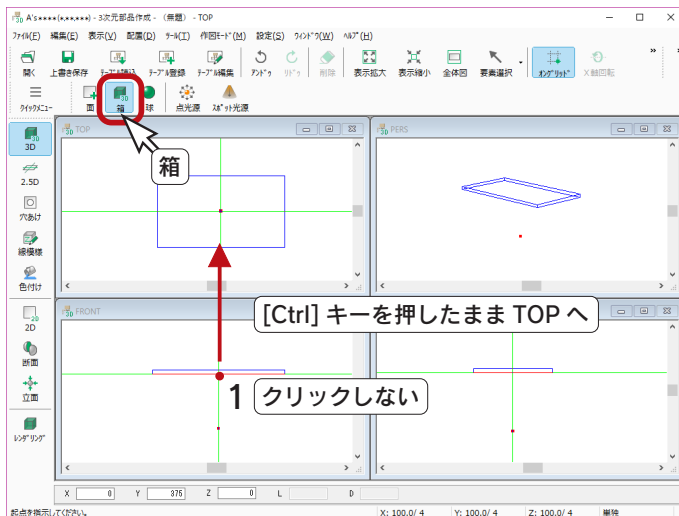 A's****(*.**.***) - 3次元部品作成 - （無題） - TOP
ﾌｧｲﾙ(F) 編集(E) 表示(V) 配置(D) ﾂｰﾙ(T) 作図ﾓｰﾄﾞ(M) 設定(S) ｳｨﾝﾄﾞｳ(W) ﾍﾙﾌﾟ(H)
開く 上書き保存 ﾃｰﾌﾞﾙ読込 ﾃｰﾌﾞﾙ登録 ﾃｰﾌﾞﾙ編集 ｱﾝﾄﾞｩ ﾘﾄﾞｩ 削除 表示拡大 表示縮小 全体図 要素選択 ｵﾝｸﾞﾘｯﾄﾞ X軸回転
ｸｲｯｸﾒﾆｭｰ 面 箱 球 点光源 ｽﾎﾟｯﾄ光源
3D
2.5D
穴あけ
線模様
色付け
2D
断面
立面
ﾚﾝﾀﾞﾘﾝｸﾞ
TOP
箱
PERS
FRONT
[Ctrl] キーを押したまま TOP へ
1 クリックしない
X 0 Y 375 Z 0 L D
起点を指示してください。 X: 100.0/ 4 Y: 100.0/ 4 Z: 100.0/ 4 単独